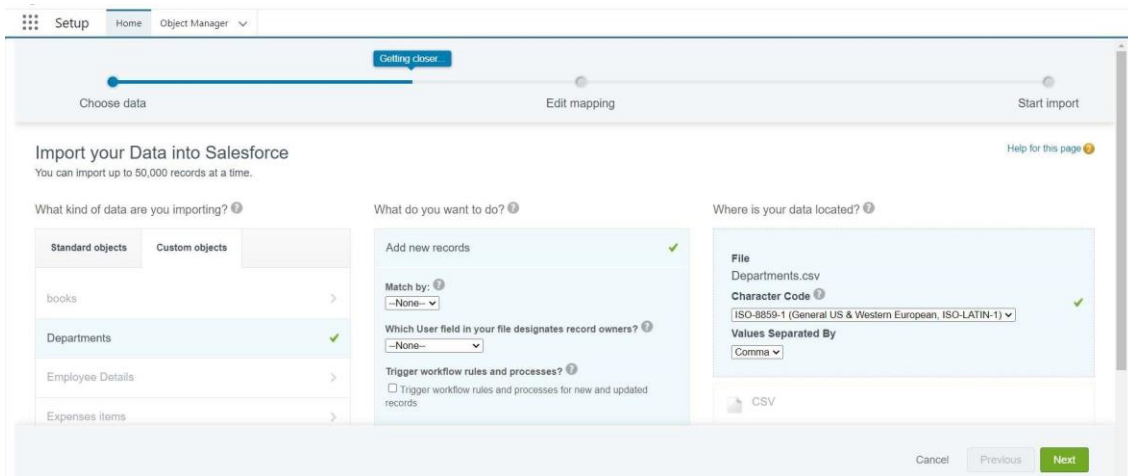 Setup Home Object Manager
Getting closer...
Choose data Edit mapping Start import
Import your Data into Salesforce
Help for this page
You can import up to 50,000 records at a time.
What kind of data are you importing?
Standard objects Custom objects
books
Departments
Employee Details
Expenses items
What do you want to do?
Add new records
Match by:
--None--
Which User field in your file designates record owners?
--None--
Trigger workflow rules and processes?
Trigger workflow rules and processes for new and updated
records
Where is your data located?
File
Departments.csv
Character Code
ISO-8859-1 (General US & Western European, ISO-LATIN-1)
Values Separated By
Comma
CSV
Cancel Previous Next